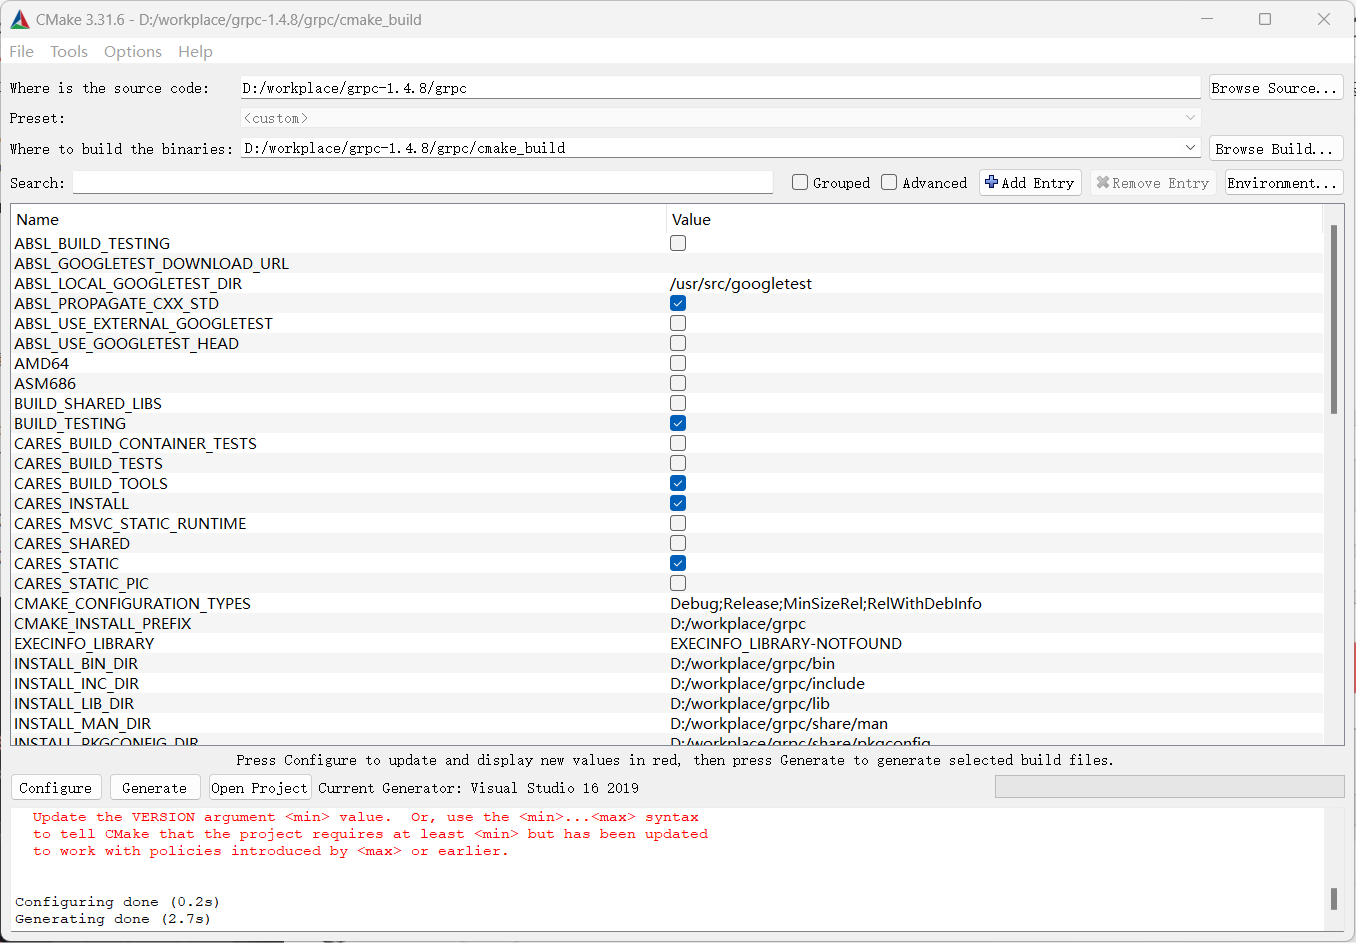 CMake 3.31.6 - D:/workplace/grpc-1.4.8/grpc/cmake_build
File Tools Options Help
Where is the source code: D:/workplace/grpc-1.4.8/grpc Browse Source...
Preset: <custom>
Where to build the binaries: D:/workplace/grpc-1.4.8/grpc/cmake_build Browse Build...
Search: Grouped Advanced Add Entry Remove Entry Environment...
Name Value
ABSL_BUILD_TESTING
ABSL_GOOGLETEST_DOWNLOAD_URL
ABSL_LOCAL_GOOGLETEST_DIR /usr/src/googletest
ABSL_PROPAGATE_CXX_STD
ABSL_USE_EXTERNAL_GOOGLETEST
ABSL_USE_GOOGLETEST_HEAD
AMD64
ASM686
BUILD_SHARED_LIBS
BUILD_TESTING
CARES_BUILD_CONTAINER_TESTS
CARES_BUILD_TESTS
CARES_BUILD_TOOLS
CARES_INSTALL
CARES_MSVC_STATIC_RUNTIME
CARES_SHARED
CARES_STATIC
CARES_STATIC_PIC
CMAKE_CONFIGURATION_TYPES Debug;Release;MinSizeRel;RelWithDebInfo
CMAKE_INSTALL_PREFIX D:/workplace/grpc
EXECINFO_LIBRARY EXECINFO_LIBRARY-NOTFOUND
INSTALL_BIN_DIR D:/workplace/grpc/bin
INSTALL_INC_DIR D:/workplace/grpc/include
INSTALL_LIB_DIR D:/workplace/grpc/lib
INSTALL_MAN_DIR D:/workplace/grpc/share/man
INSTALL_PKGCONFIG_DIR D:/workplace/grpc/share/pkgconfig
Press Configure to update and display new values in red, then press Generate to generate selected build files.
Configure Generate Open Project Current Generator: Visual Studio 16 2019
Update the VERSION argument <min> value. Or, use the <min>...<max> syntax
to tell CMake that the project requires at least <min> but has been updated
to work with policies introduced by <max> or earlier.
Configuring done (0.2s)
Generating done (2.7s)